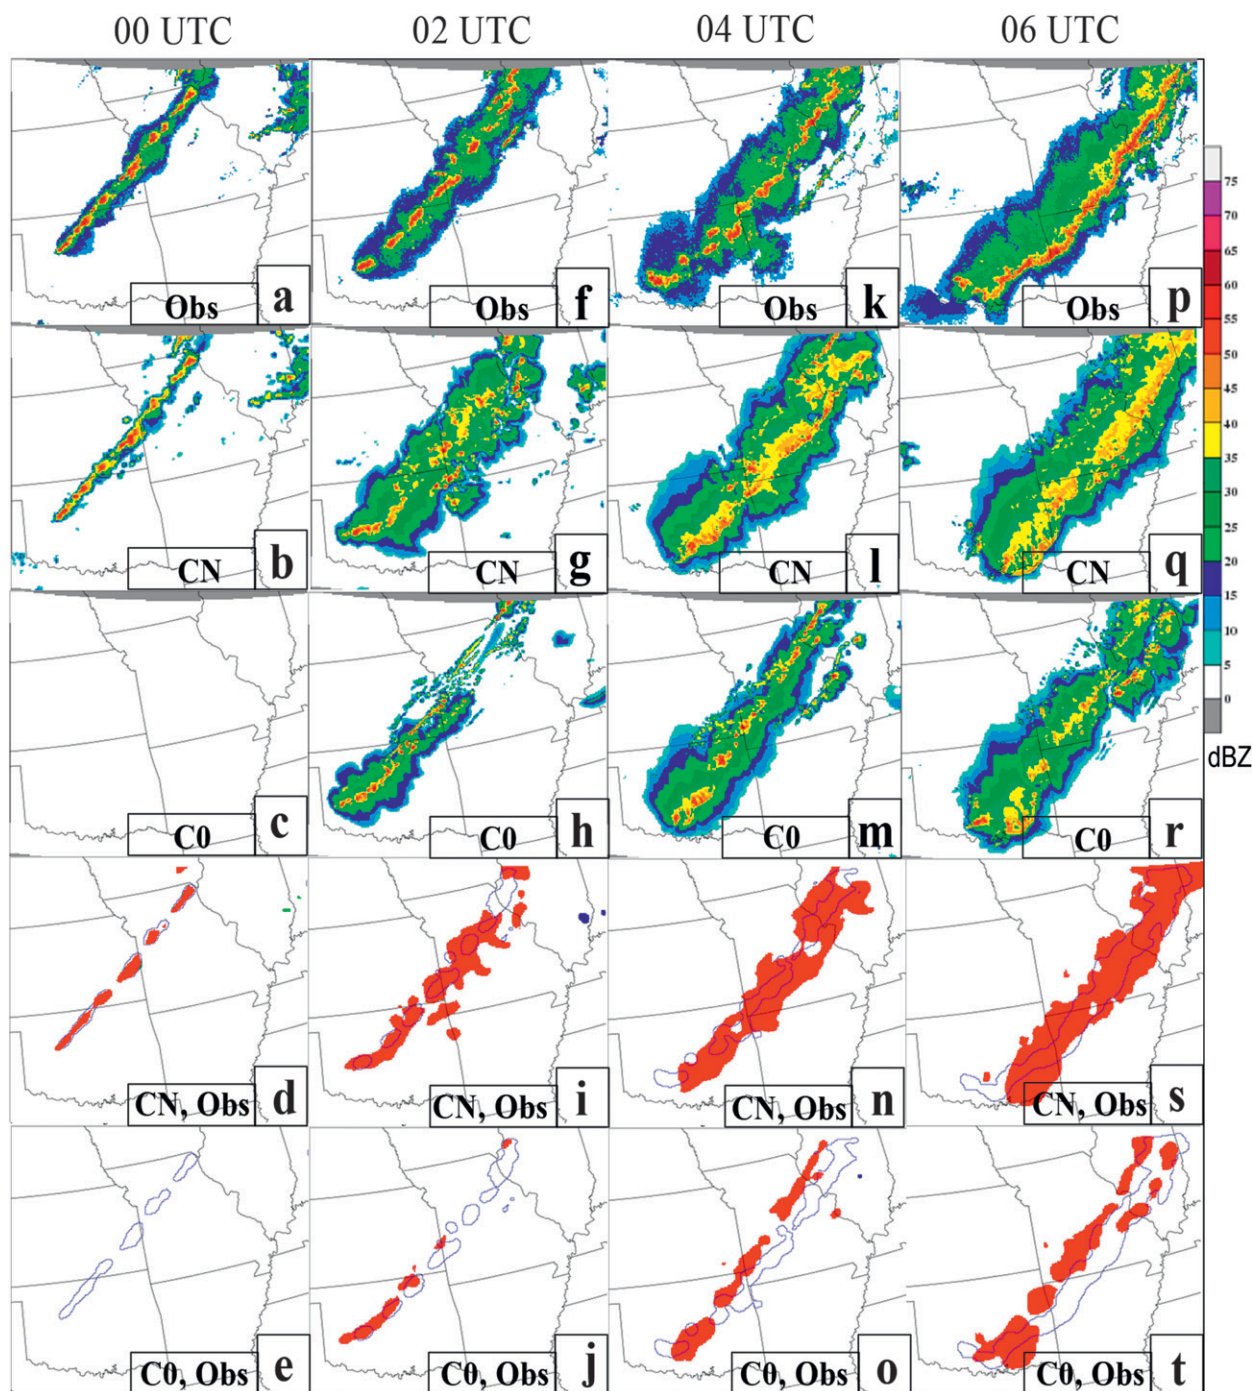 00 UTC 02 UTC 04 UTC 06 UTC
Obs a Obs f Obs k Obs p
75
70
65
60
55
50
45
40
35
30
25
20
15
10
5
0
dBZ
CN b CN g CN l CN q
C0 c C0 h C0 m C0 r
CN, Obs d CN, Obs i CN, Obs n CN, Obs s
C0, Obs e C0, Obs j C0, Obs o C0, Obs t